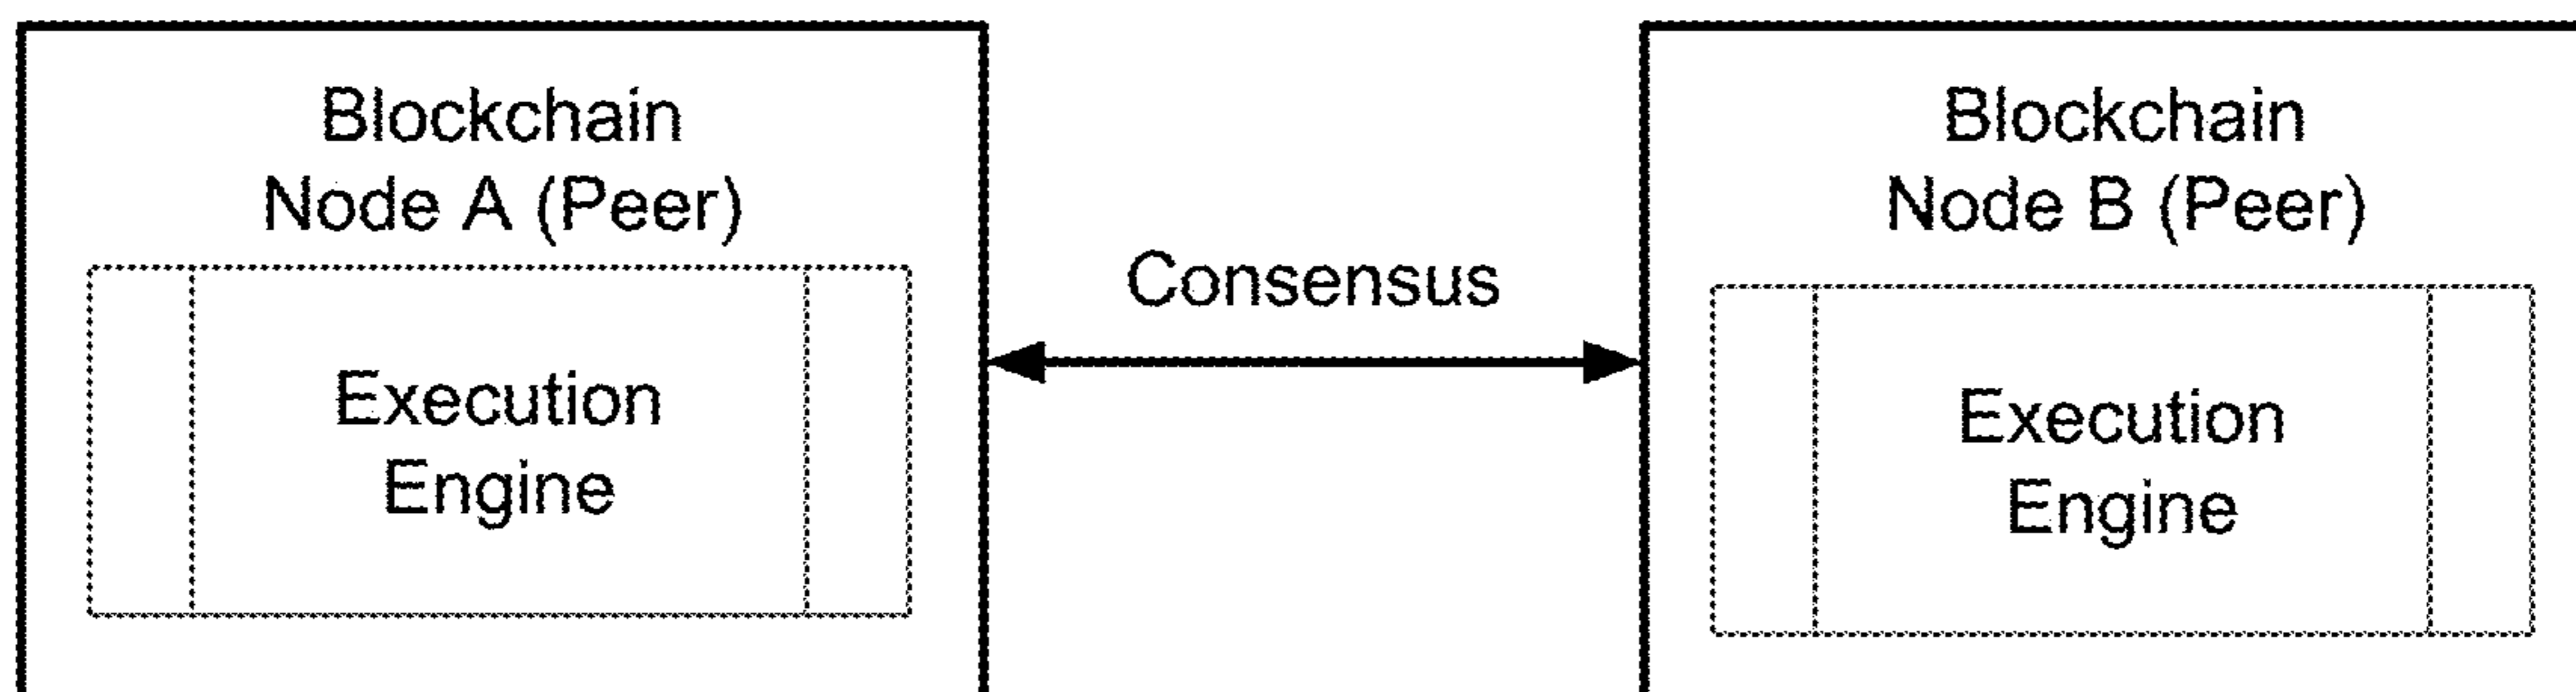 Blockchain
Node A (Peer)
Execution
Engine
Consensus
Blockchain
Node B (Peer)
Execution
Engine